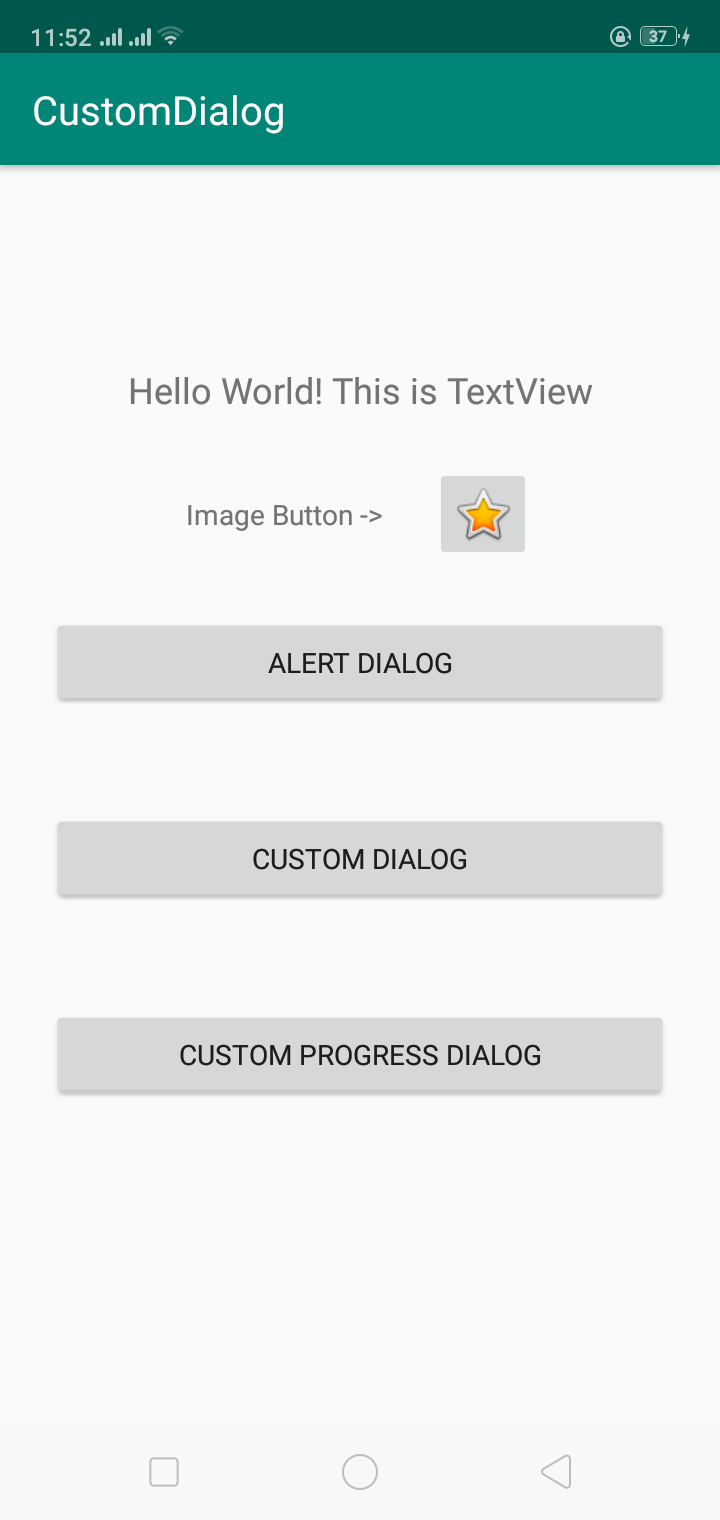 11:52
37
CustomDialog
Hello World! This is TextView
Image Button ->
ALERT DIALOG
CUSTOM DIALOG
CUSTOM PROGRESS DIALOG